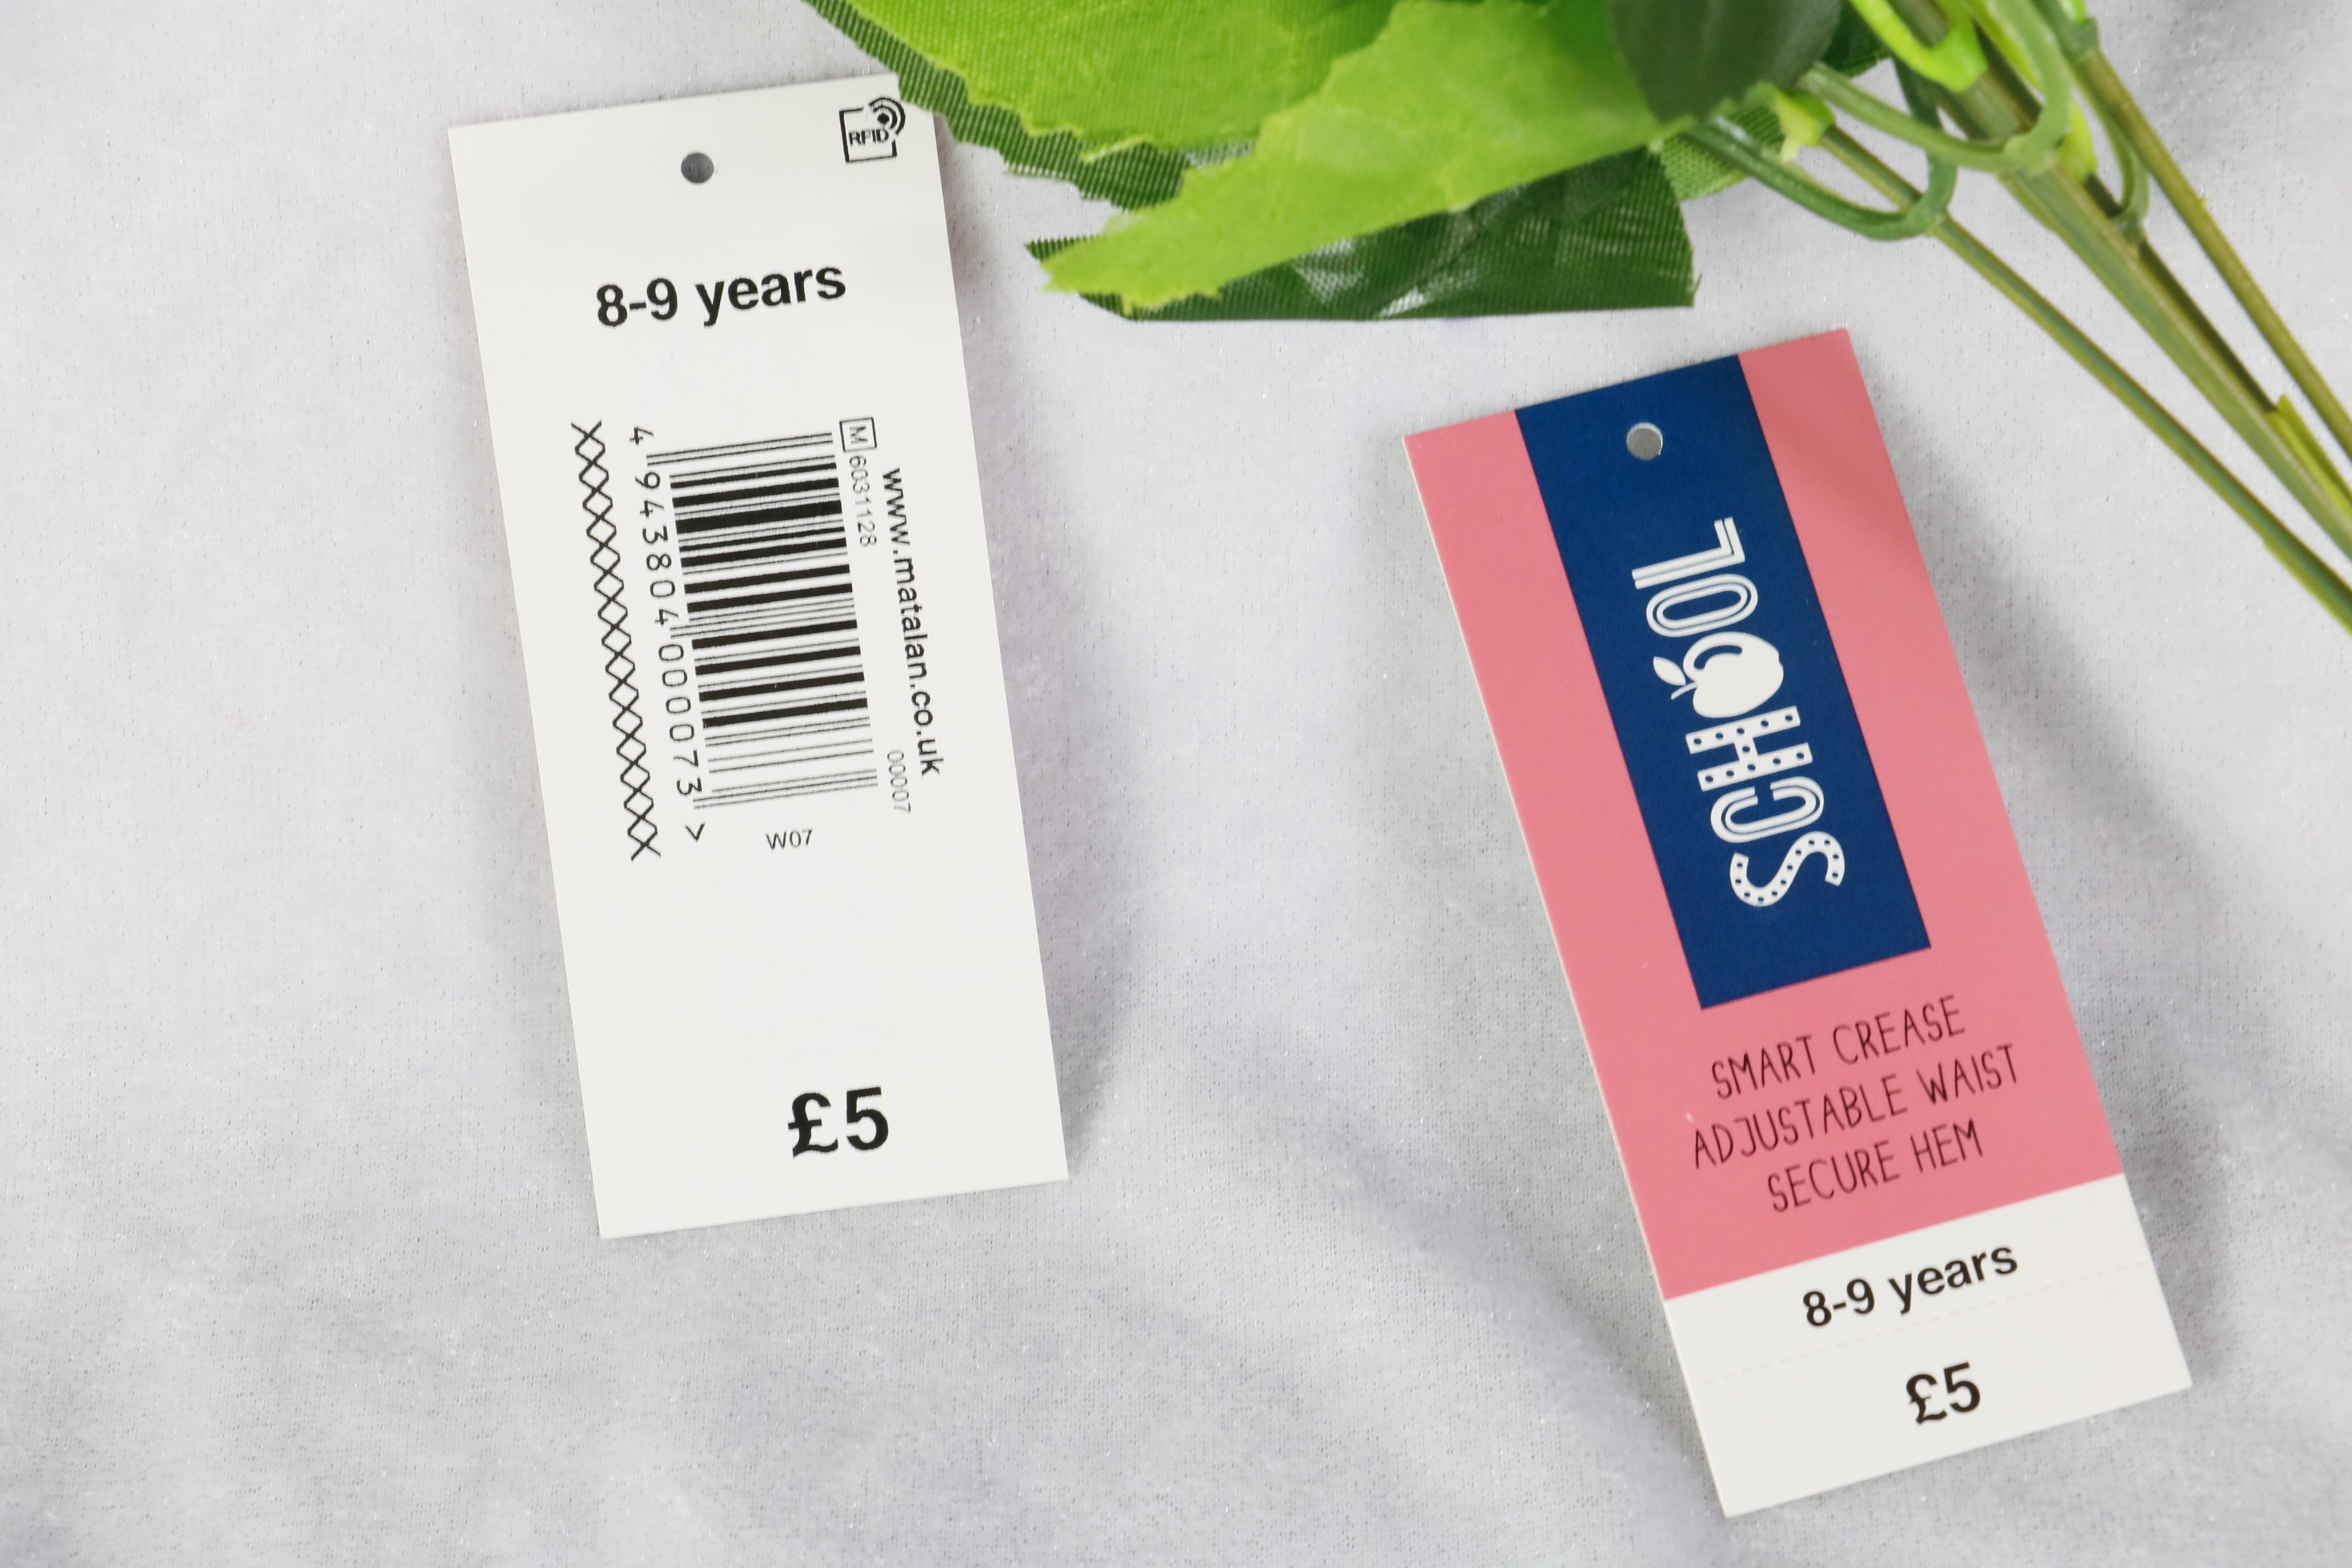 RFID
8-9 years
www.matalan.co.uk
M 6031128
00007
4 943804 000073 >
XXXXXXXXXXXXXXXXX
W07
£5
SCHOOL
SMART CREASE
ADJUSTABLE WAIST
SECURE HEM
8-9 years
£5